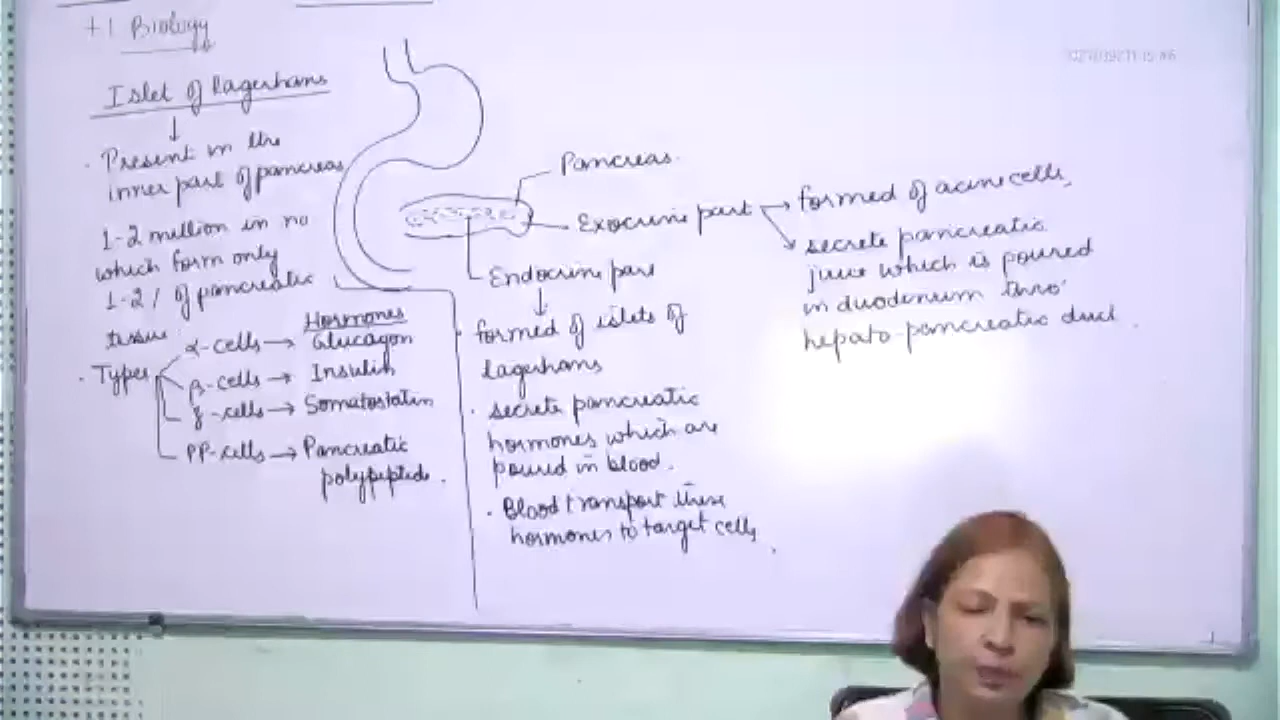 +1 Biology
Islet of lagerhans
· Present in the
inner part of pancreas
1-2 million in no
which form only
1-2% of pancreatic
tissue
· Types
Hormones
α-cells → Glucagon
β-cells → Insulin
γ-cells → Somatostatin
PP-cells → Pancreatic
polypeptide.
Pancreas.
Exocrine part
Endocrine part
formed of islets of
lagerhans
· secrete pancreatic
hormones which are
poured in blood.
· Blood transport these
hormones to target cells
formed of acine cells,
secrete pancreatic
juice which is poured
in duodenum thro'
hepato-pancreatic duct.